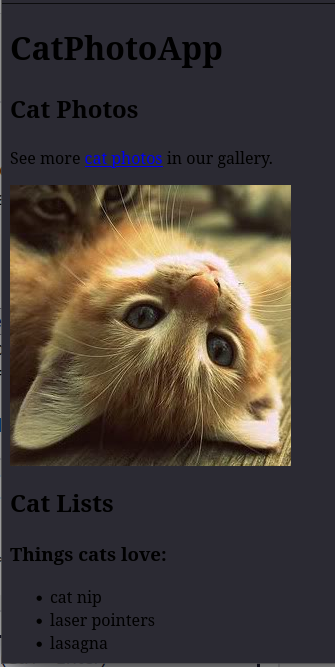 CatPhotoApp
Cat Photos
See more cat photos in our gallery.
Cat Lists
Things cats love:
• cat nip
• laser pointers
• lasagna